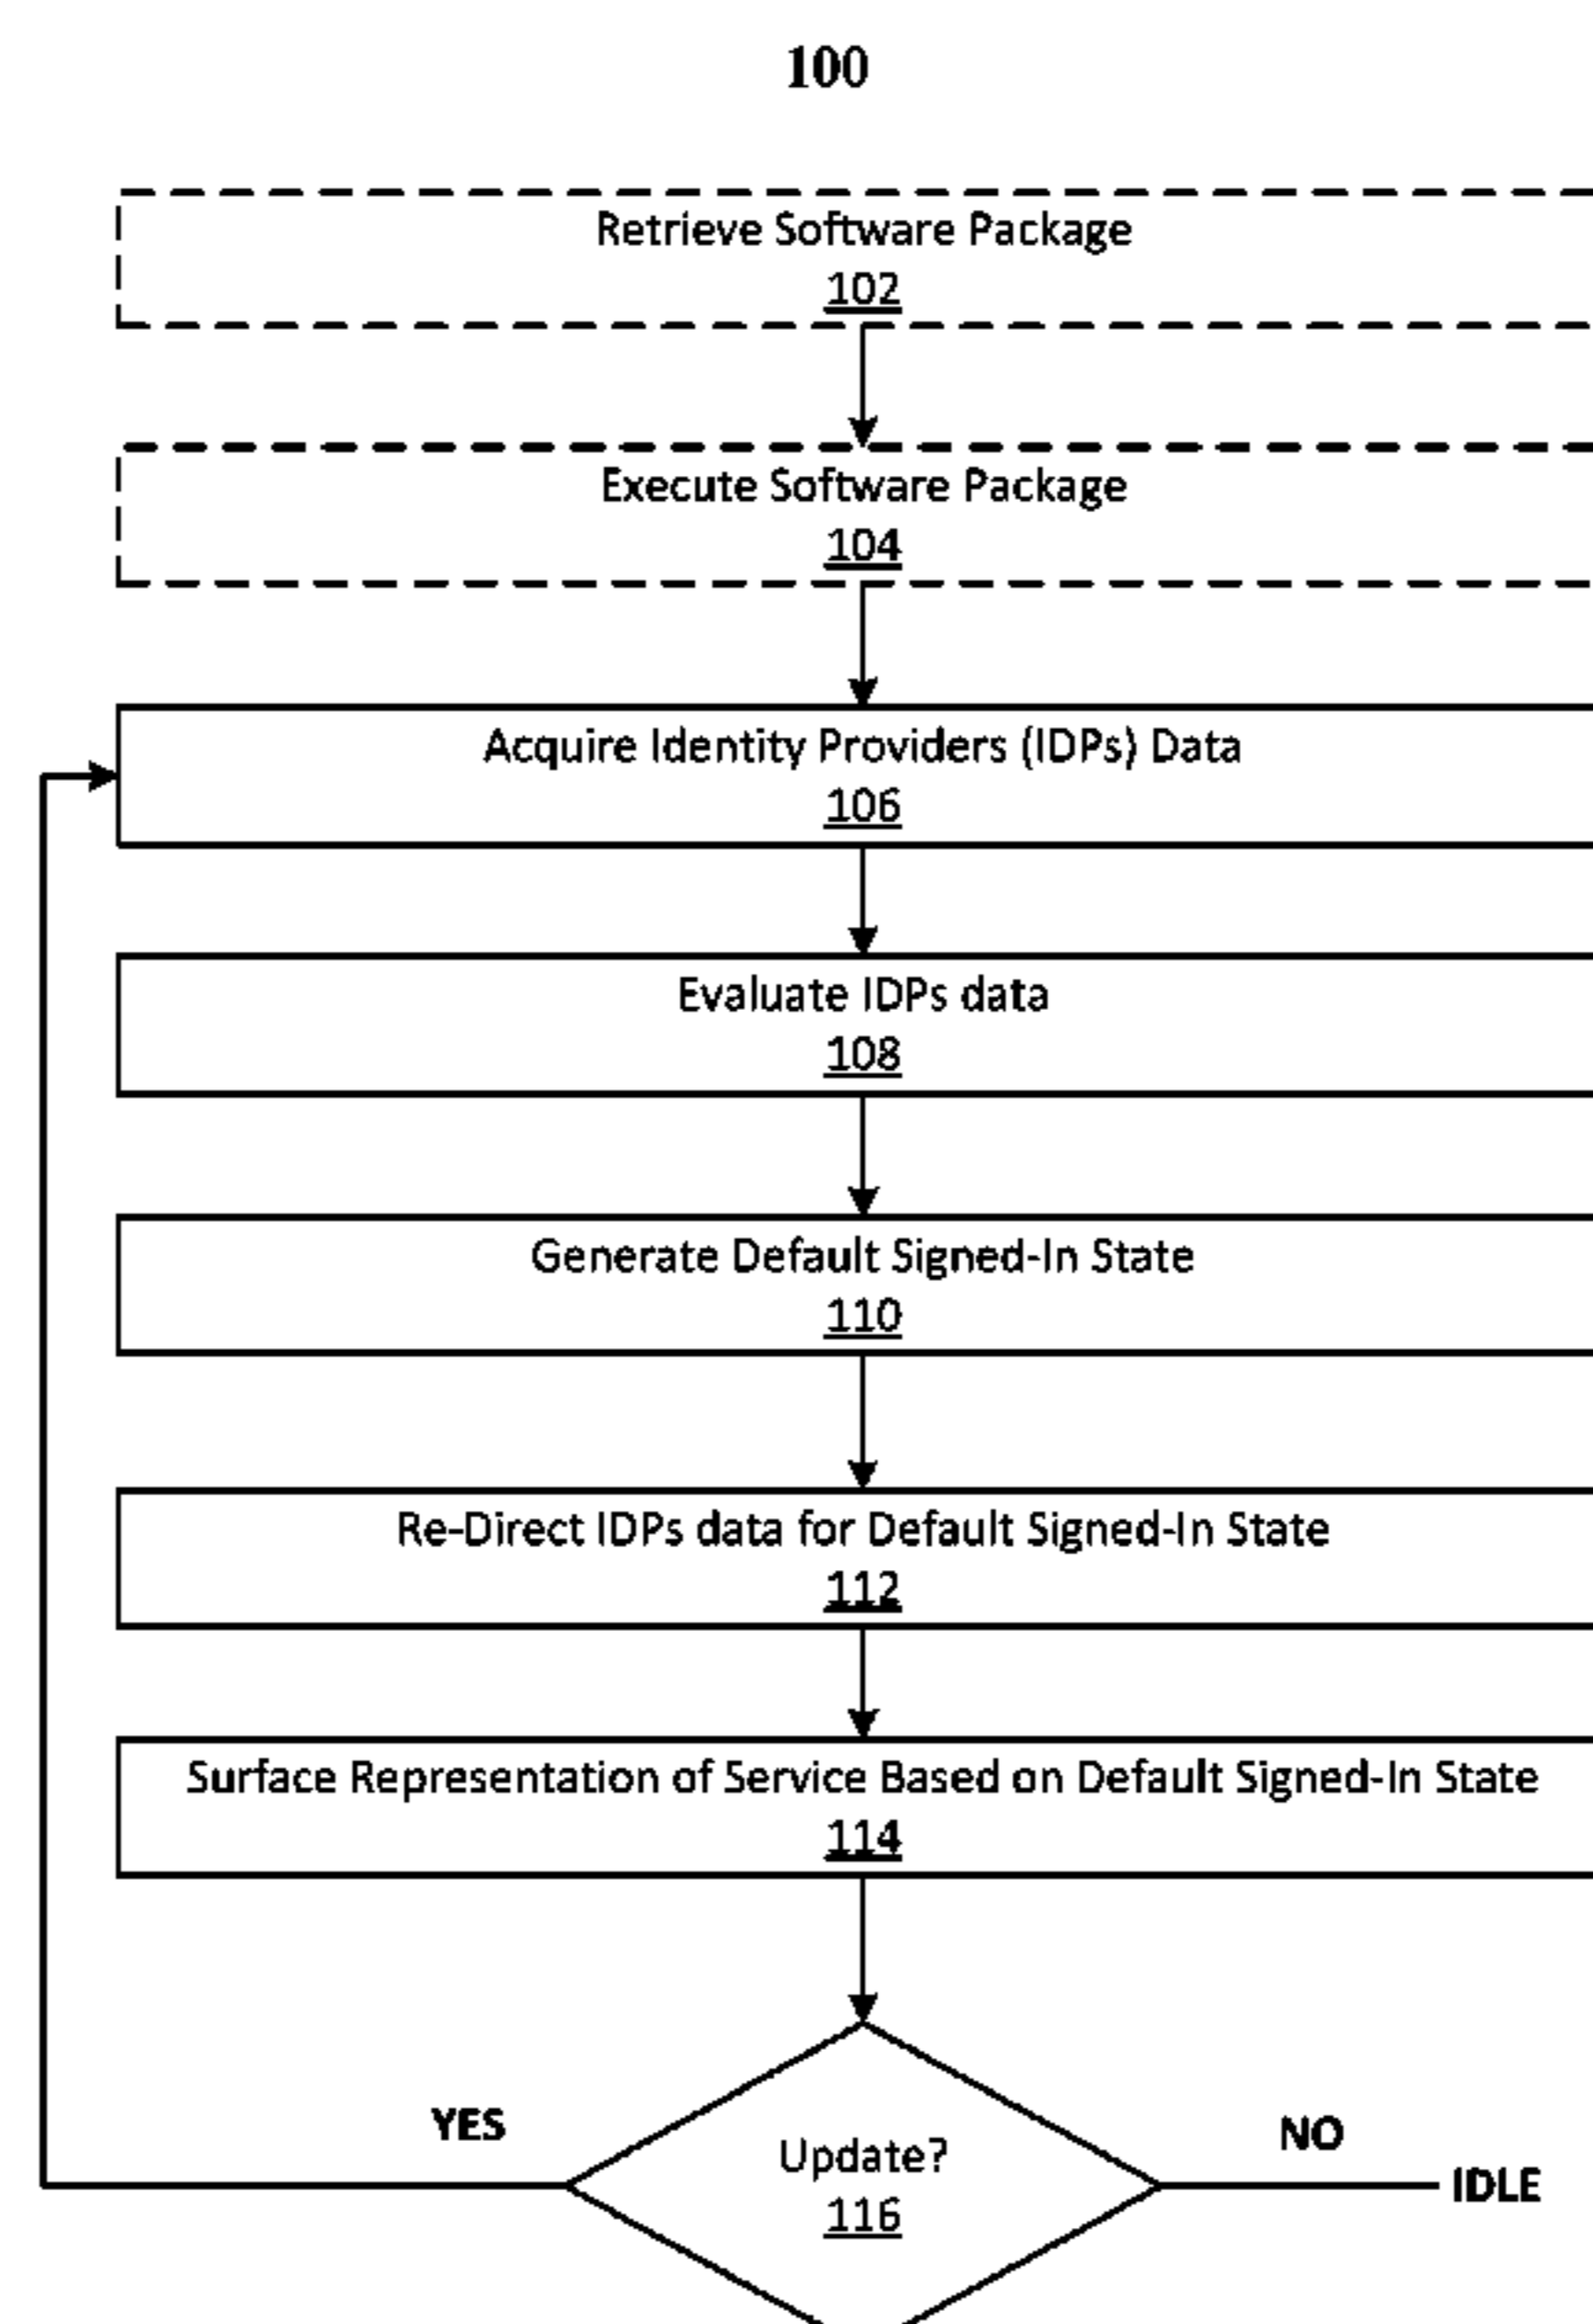 100
Retrieve Software Package
102
Execute Software Package
104
Acquire Identity Providers (IDPs) Data
106
Evaluate IDPs data
108
Generate Default Signed-In State
110
Re-Direct IDPs data for Default Signed-In State
112
Surface Representation of Service Based on Default Signed-In State
114
YES
Update?
116
NO
IDLE